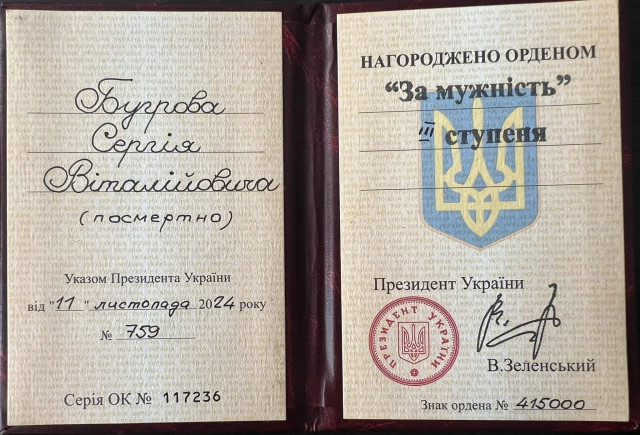 Бугрова
Сергія
Віталійовича
(посмертно)
Указом Президента України
від "11" листопада 2024 року
№ 759
Серія ОК № 117236
НАГОРОДЖЕНО ОРДЕНОМ
“За мужність”
III ступеня
Президент України
ПРЕЗИДЕНТ УКРАЇНИ
В.Зеленський
Знак ордена № 415000